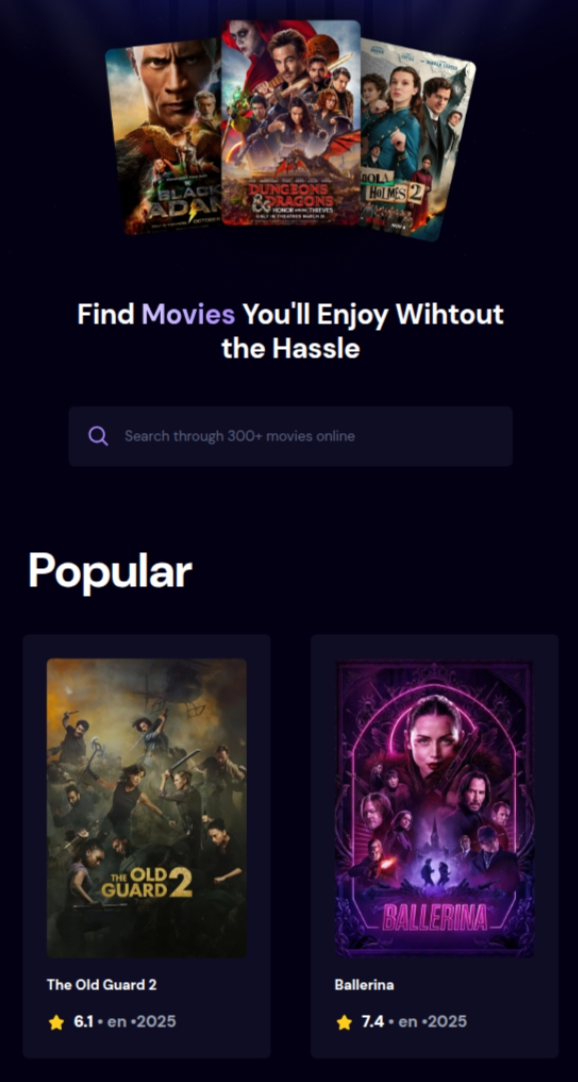 BLACK
ADAM
DUNGEONS
& DRAGONS
HONOR AMONG THIEVES
ONLY IN THEATRES MARCH 31
HOLMES 2
Find Movies You'll Enjoy Wihtout
the Hassle
Search through 300+ movies online
Popular
THE OLD
GUARD 2
BALLERINA
The Old Guard 2
Ballerina
6.1 • en •2025
7.4 • en •2025